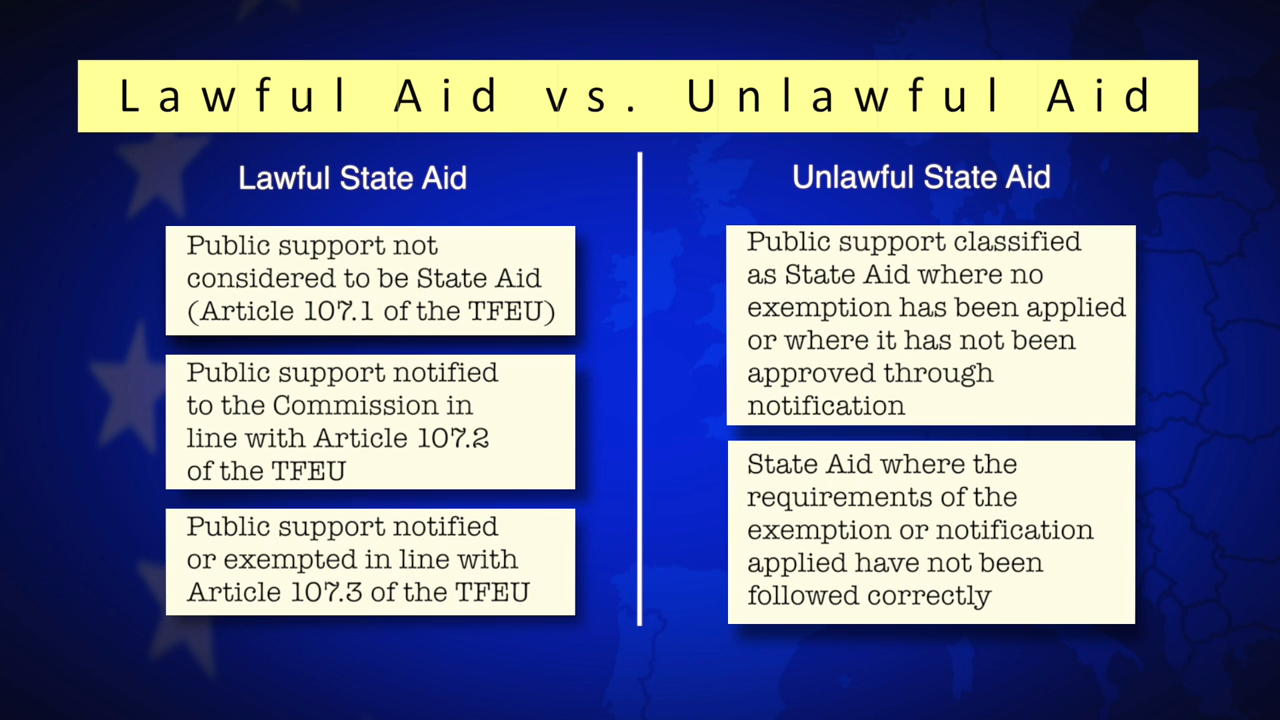 Lawful Aid vs. Unlawful Aid
Lawful State Aid
Public support not
considered to be State Aid
(Article 107.1 of the TFEU)
Public support notified
to the Commission in
line with Article 107.2
of the TFEU
Public support notified
or exempted in line with
Article 107.3 of the TFEU
Unlawful State Aid
Public support classified
as State Aid where no
exemption has been applied
or where it has not been
approved through
notification
State Aid where the
requirements of the
exemption or notification
applied have not been
followed correctly